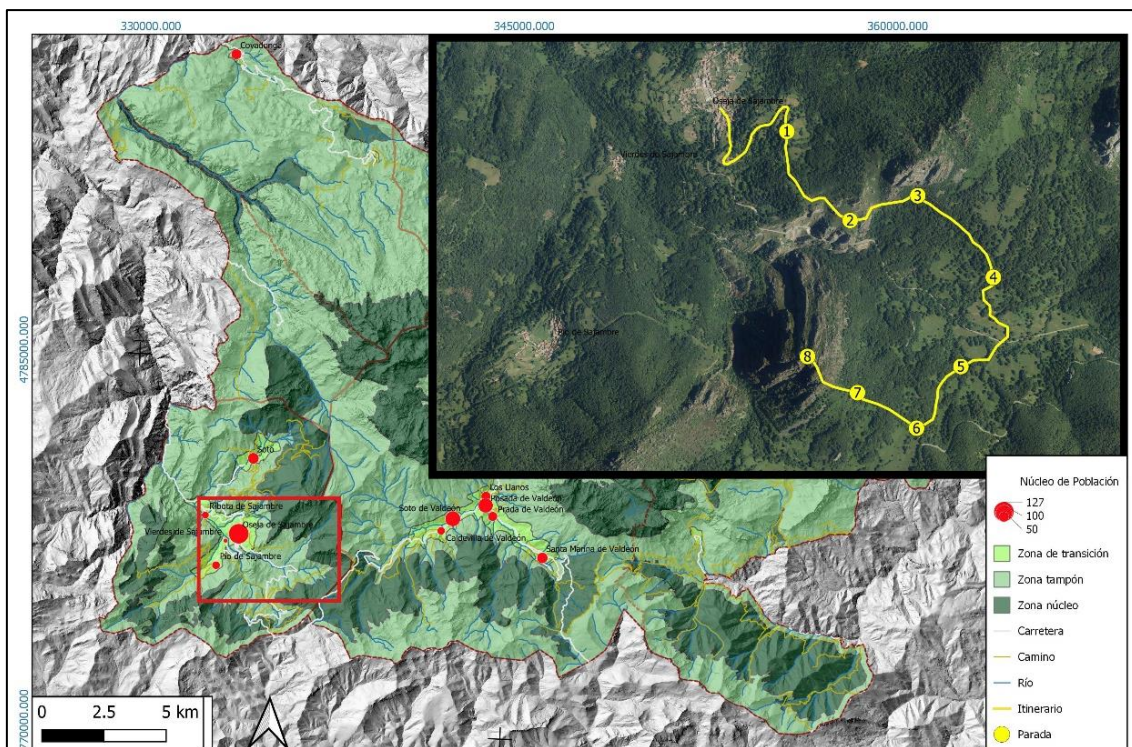 330000.000
345000.000
360000.000
Covadonga
Oseja de Sajambre
Vierdes de Sajambre
Pio de Sajambre
1
2
3
4
5
6
7
8
4785000.000
Soto
Ribota de Sajambre
Oseja de Sajambre
Vierdes de Sajambre
Pio de Sajambre
Los Llanos
Posada de Valdeón
Soto de Valdeón
Prada de Valdeón
Caldevilla de Valdeón
Santa Marina de Valdeón
Núcleo de Población
127
100
50
Zona de transición
Zona tampón
Zona núcleo
Carretera
Camino
Río
Itinerario
Parada
0 2.5 5 km